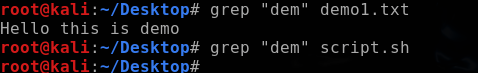 root@kali:~/Desktop# grep "dem" demo1.txt
Hello this is demo
root@kali:~/Desktop# grep "dem" script.sh
root@kali:~/Desktop#